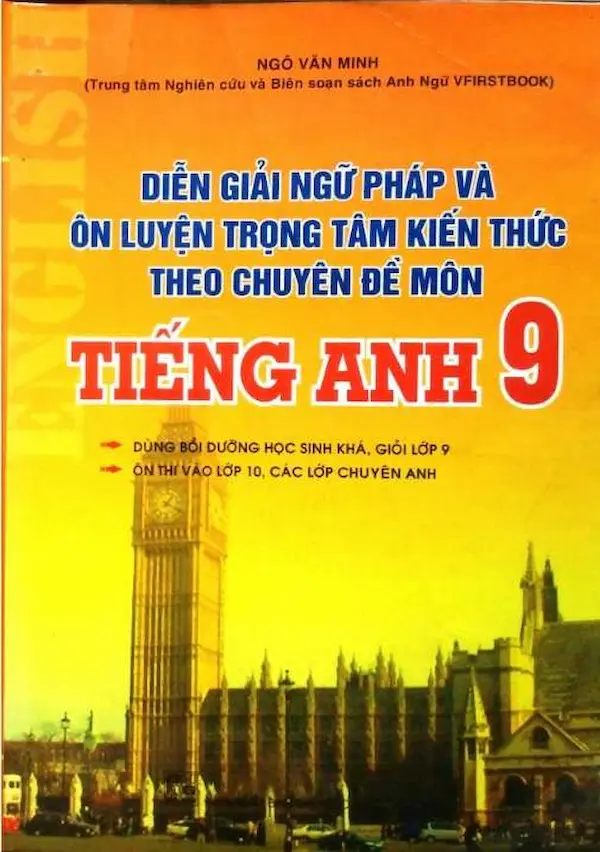 ENGLISH
NGÔ VĂN MINH
(Trung tâm Nghiên cứu và Biên soạn sách Anh Ngữ VFIRSTBOOK)
DIỄN GIẢI NGỮ PHÁP VÀ
ÔN LUYỆN TRỌNG TÂM KIẾN THỨC
THEO CHUYÊN ĐỀ MÔN
TIẾNG ANH 9
DÙNG BỒI DƯỠNG HỌC SINH KHÁ, GIỎI LỚP 9
ÔN THI VÀO LỚP 10, CÁC LỚP CHUYÊN ANH